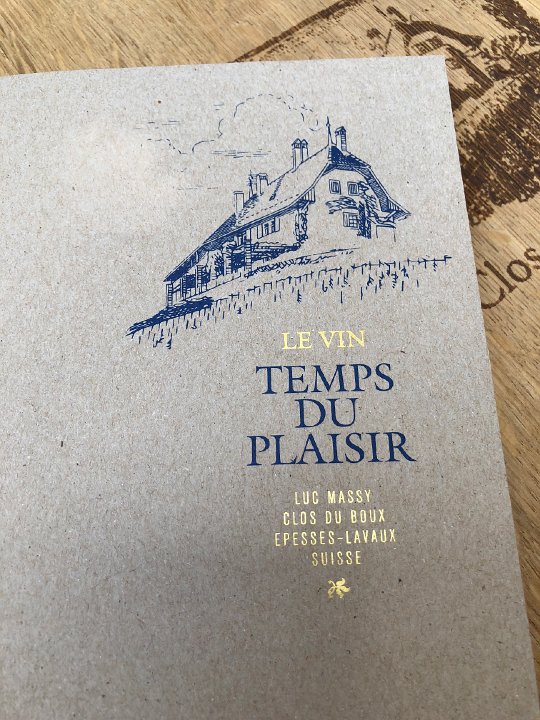 LE VIN
TEMPS
DU
PLAISIR
LUC MASSY
CLOS DU BOUX
EPESSES-LAVAUX
SUISSE
Clos